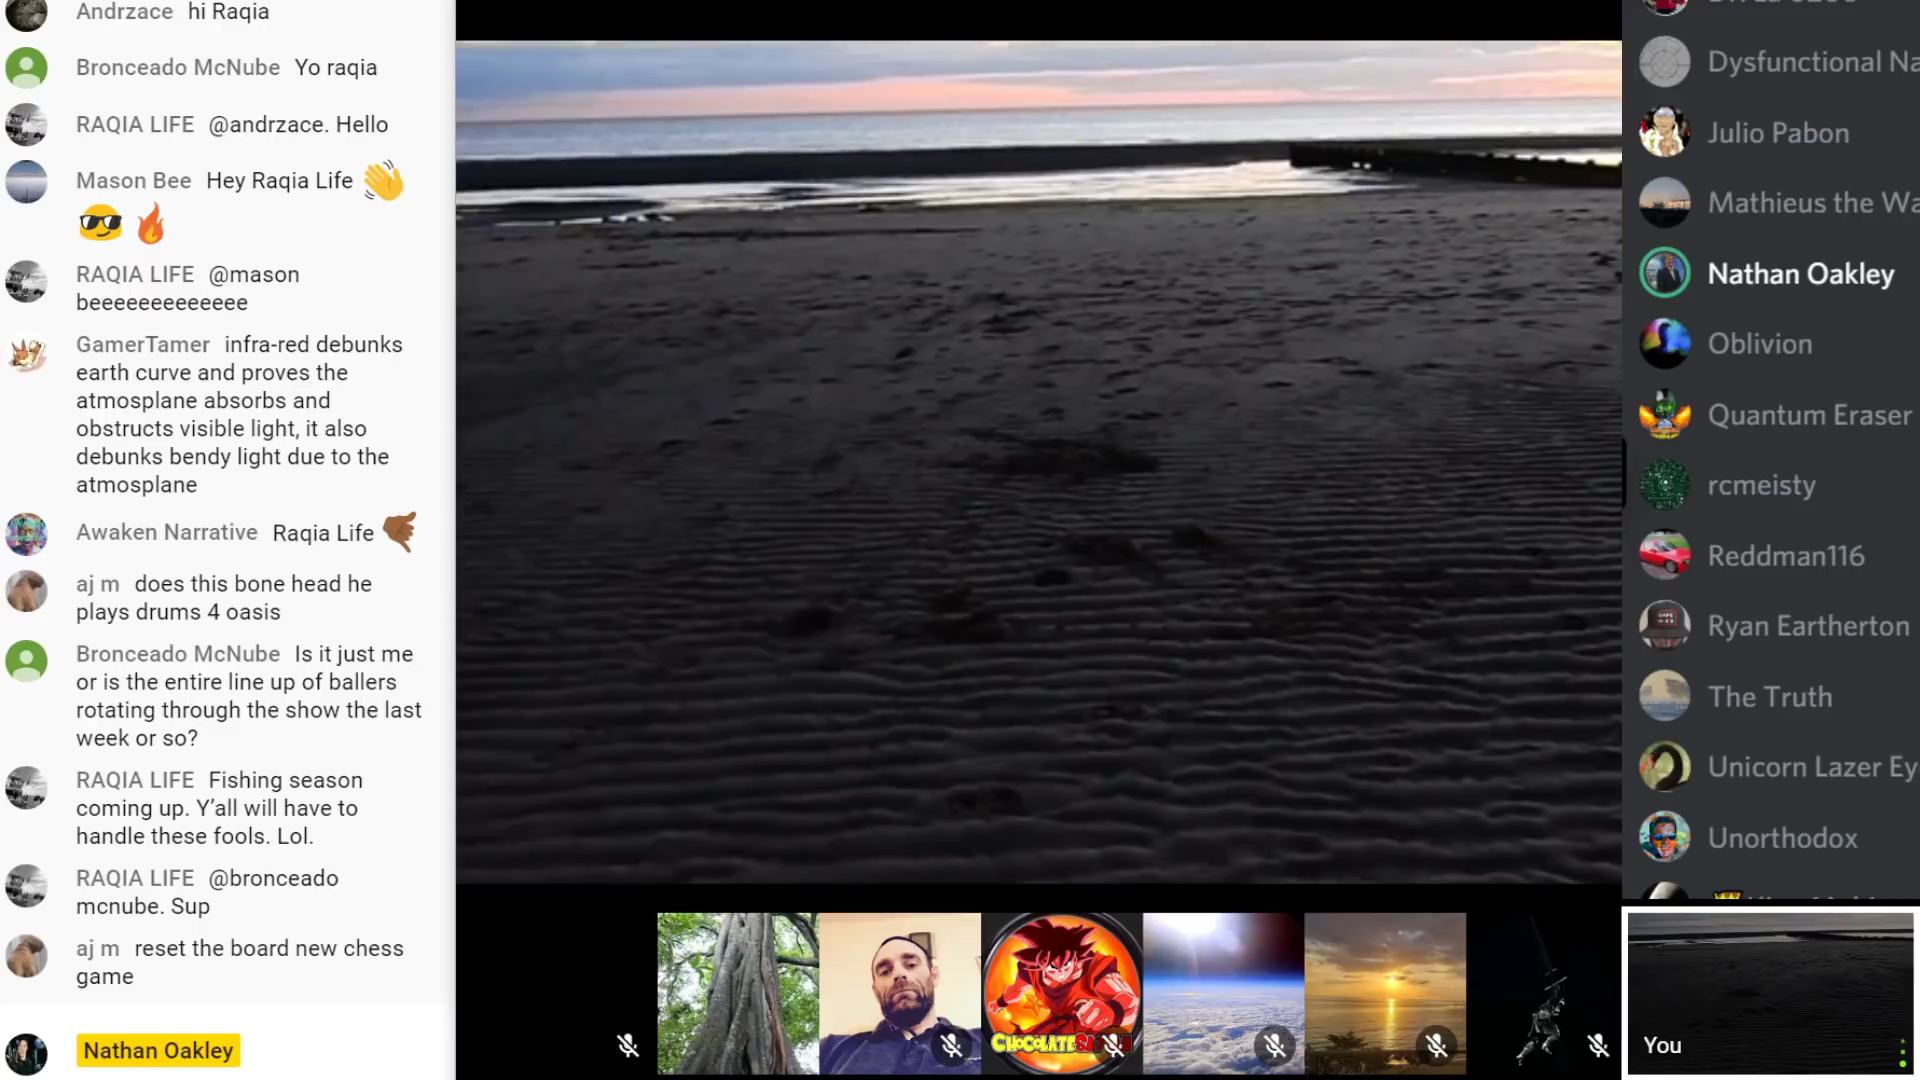 Andrzace hi Raqia
Bronceado McNube Yo raqia
RAQIA LIFE @andrzace. Hello
Mason Bee Hey Raqia Life
RAQIA LIFE @mason
beeeeeeeeeeeee
GamerTamer infra-red debunks
earth curve and proves the
atmosplane absorbs and
obstructs visible light, it also
debunks bendy light due to the
atmosplane
Awaken Narrative Raqia Life
aj m does this bone head he
plays drums 4 oasis
Bronceado McNube Is it just me
or is the entire line up of ballers
rotating through the show the last
week or so?
RAQIA LIFE Fishing season
coming up. Y’all will have to
handle these fools. Lol.
RAQIA LIFE @bronceado
mcnube. Sup
aj m reset the board new chess
game
Nathan Oakley
Dysfunctional Na
Julio Pabon
Mathieus the Wa
Nathan Oakley
Oblivion
Quantum Eraser
rcmeisty
Reddman116
Ryan Eartherton
The Truth
Unicorn Lazer Ey
Unorthodox
You